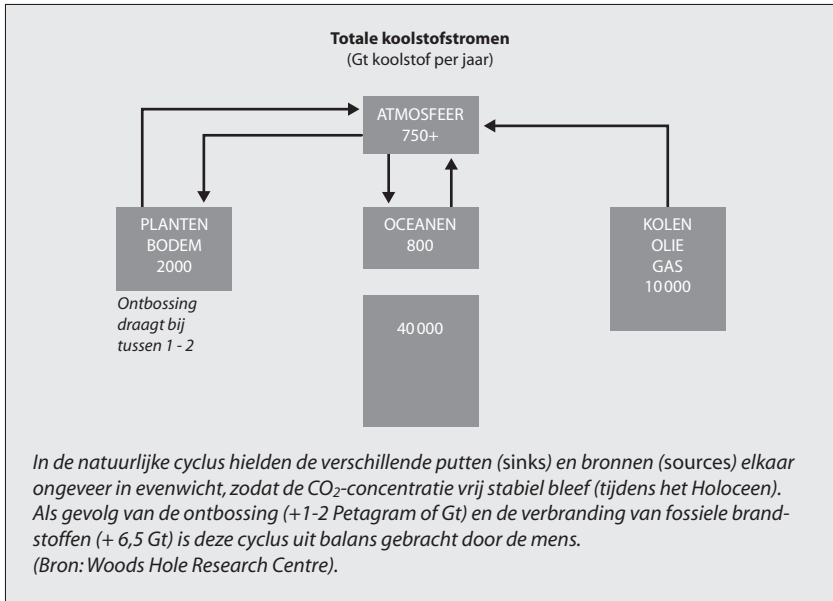 Totale koolstofstromen
(Gt koolstof per jaar)
ATMOSFEER
750+
PLANTEN
BODEM
2000
OCEANEN
800
KOLEN
OLIE
GAS
10 000
Ontbossing
draagt bij
tussen 1 - 2
40 000
In de natuurlijke cyclus hielden de verschillende putten (sinks) en bronnen (sources) elkaar
ongeveer in evenwicht, zodat de CO₂-concentratie vrij stabiel bleef (tijdens het Holoceen).
Als gevolg van de ontbossing (+1-2 Petagram of Gt) en de verbranding van fossiele brand-
stoffen (+ 6,5 Gt) is deze cyclus uit balans gebracht door de mens.
(Bron: Woods Hole Research Centre).